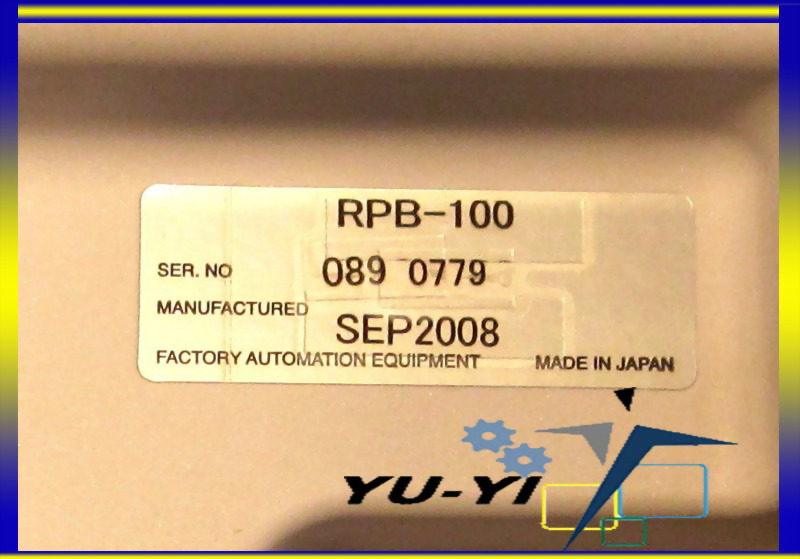 RPB-100
SER. NO 089 0779
MANUFACTURED SEP2008
FACTORY AUTOMATION EQUIPMENT MADE IN JAPAN
YU-YI